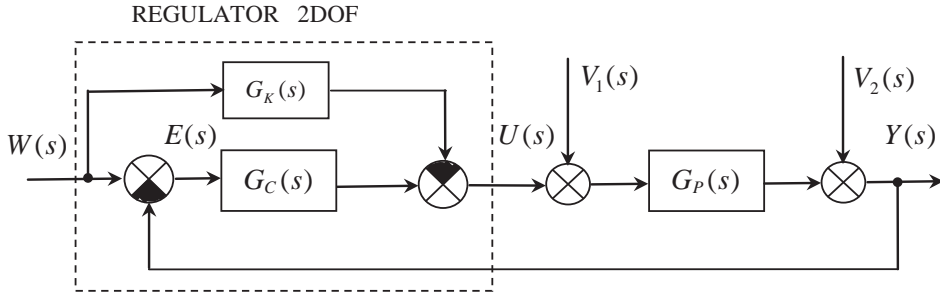 REGULATOR 2DOF
G_K(s)
V_1(s)
V_2(s)
W(s)
E(s)
U(s)
Y(s)
G_C(s)
G_P(s)